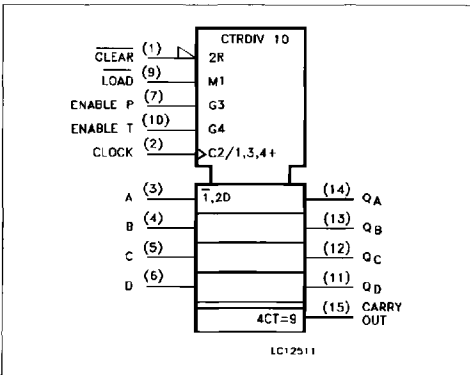 CTRDIV 10
CLEAR (1) 2R
LOAD (9) M1
ENABLE P (7) G3
ENABLE T (10) G4
CLOCK (2) C2/1,3,4+
A (3) 1,2D (14) QA
B (4) (13) QB
C (5) (12) QC
D (6) (11) QD
4CT=9 (15) CARRY OUT
LC12511